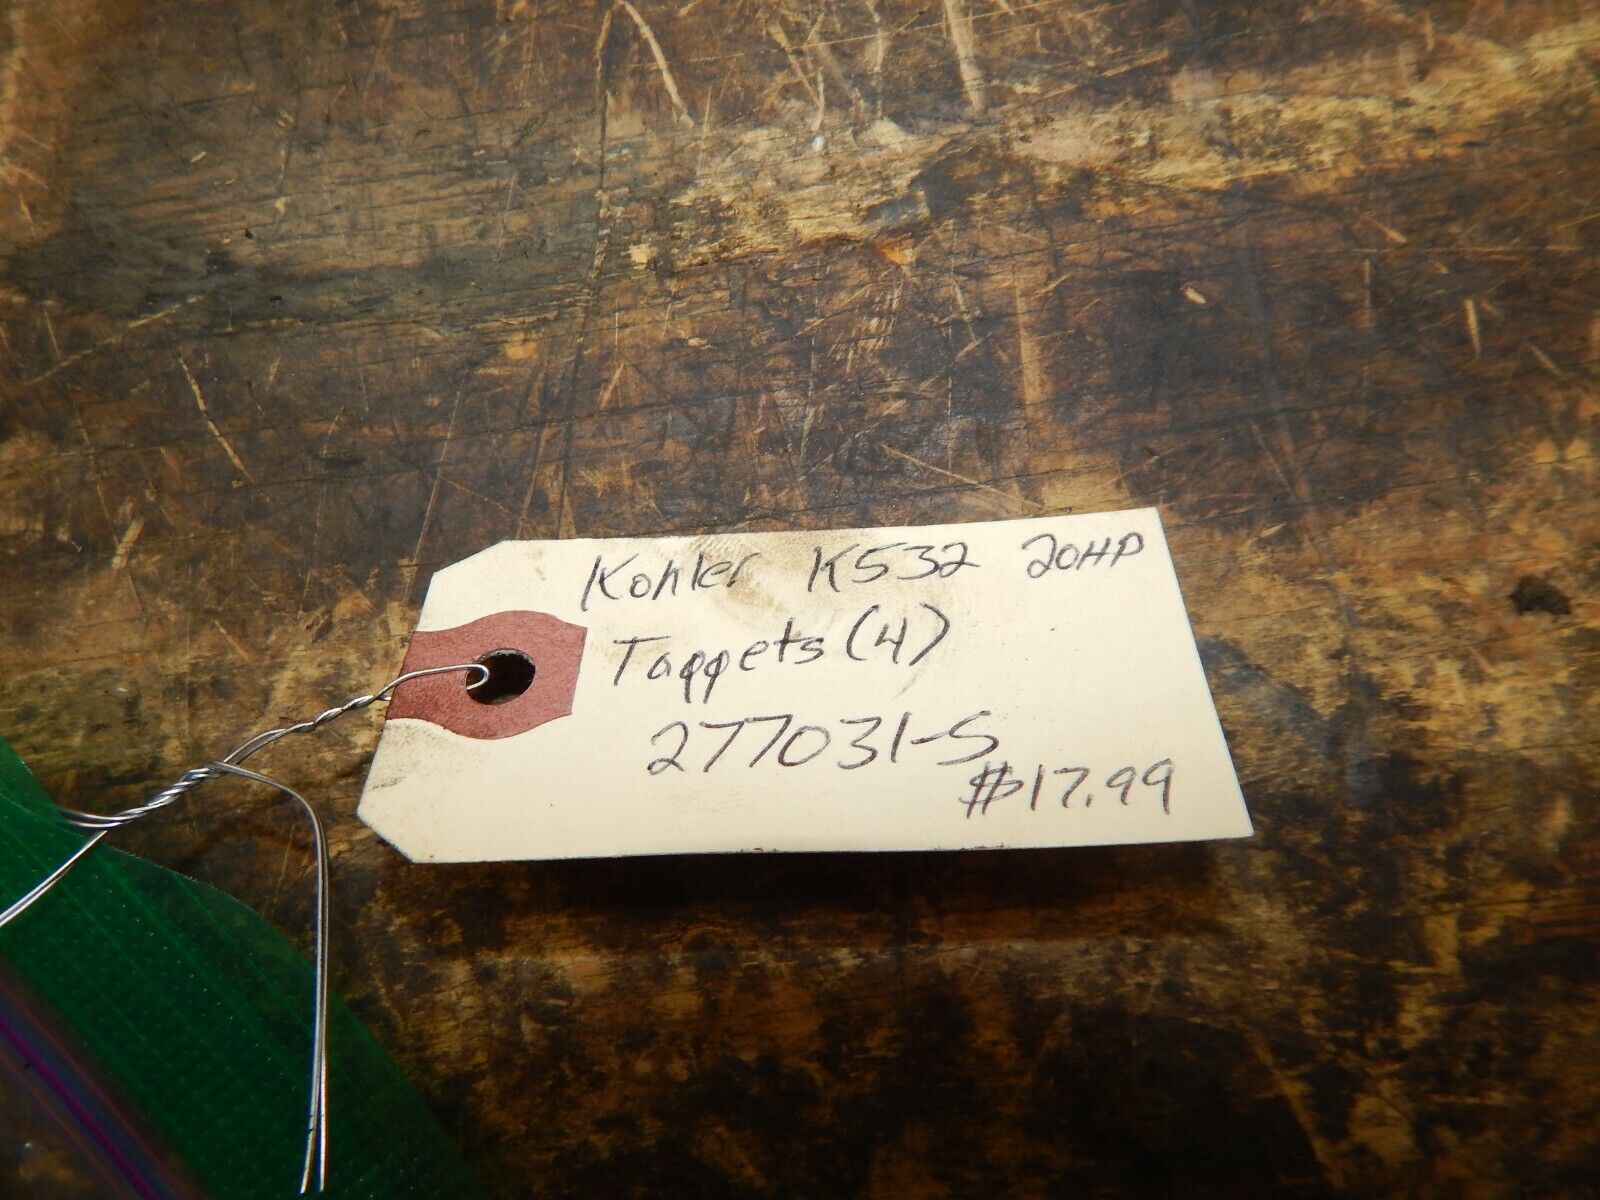 Kohler K532 20HP
Tappets (4)
277031-S
$17.99